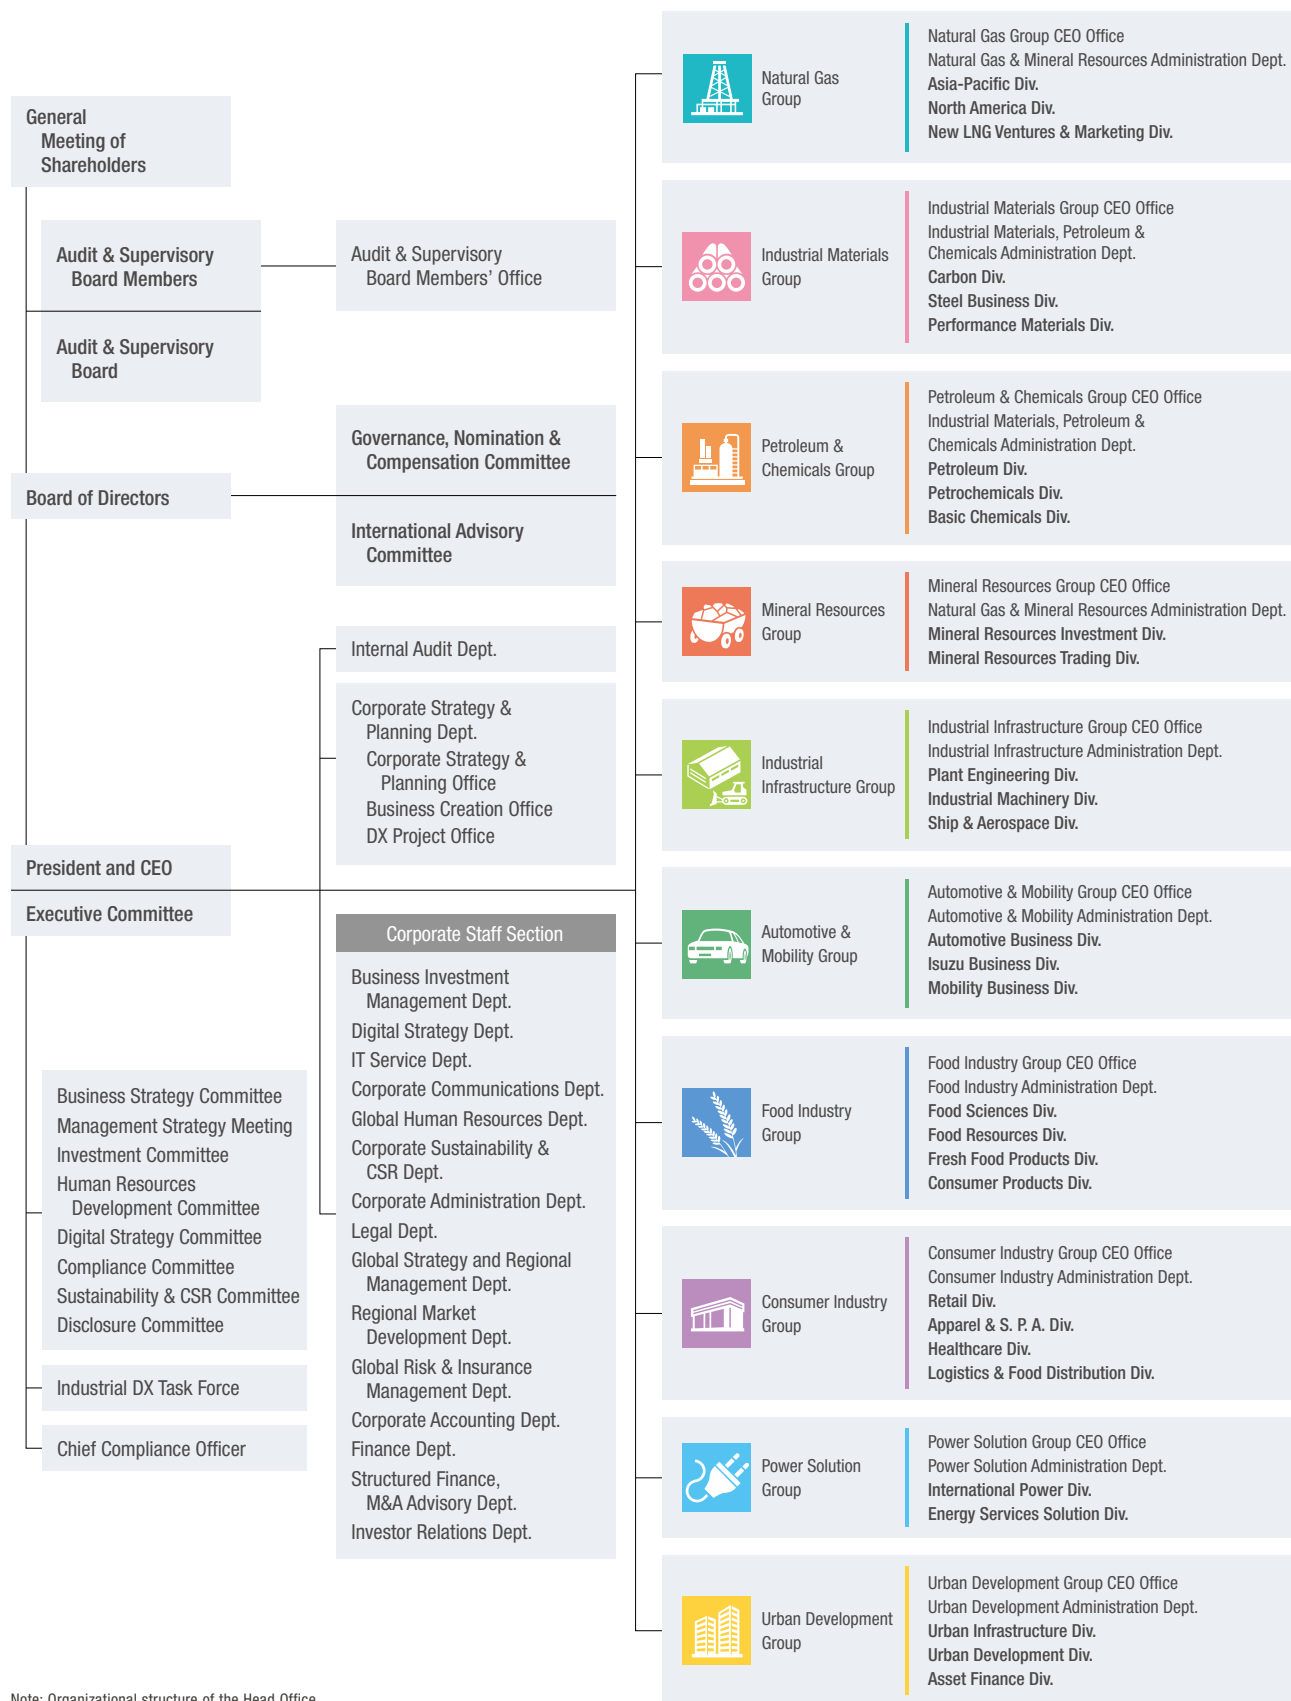 General
Meeting of
Shareholders
Audit & Supervisory
Board Members
Audit & Supervisory
Board
Audit & Supervisory
Board Members’ Office
Governance, Nomination &
Compensation Committee
Board of Directors
International Advisory
Committee
Internal Audit Dept.
Corporate Strategy &
Planning Dept.
Corporate Strategy &
Planning Office
Business Creation Office
DX Project Office
President and CEO
Executive Committee
Business Strategy Committee
Management Strategy Meeting
Investment Committee
Human Resources
Development Committee
Digital Strategy Committee
Compliance Committee
Sustainability & CSR Committee
Disclosure Committee
Industrial DX Task Force
Chief Compliance Officer
Corporate Staff Section
Business Investment
Management Dept.
Digital Strategy Dept.
IT Service Dept.
Corporate Communications Dept.
Global Human Resources Dept.
Corporate Sustainability &
CSR Dept.
Corporate Administration Dept.
Legal Dept.
Global Strategy and Regional
Management Dept.
Regional Market
Development Dept.
Global Risk & Insurance
Management Dept.
Corporate Accounting Dept.
Finance Dept.
Structured Finance,
M&A Advisory Dept.
Investor Relations Dept.
Natural Gas
Group
Natural Gas Group CEO Office
Natural Gas & Mineral Resources Administration Dept.
Asia-Pacific Div.
North America Div.
New LNG Ventures & Marketing Div.
Industrial Materials
Group
Industrial Materials Group CEO Office
Industrial Materials, Petroleum &
Chemicals Administration Dept.
Carbon Div.
Steel Business Div.
Performance Materials Div.
Petroleum &
Chemicals Group
Petroleum & Chemicals Group CEO Office
Industrial Materials, Petroleum &
Chemicals Administration Dept.
Petroleum Div.
Petrochemicals Div.
Basic Chemicals Div.
Mineral Resources
Group
Mineral Resources Group CEO Office
Natural Gas & Mineral Resources Administration Dept.
Mineral Resources Investment Div.
Mineral Resources Trading Div.
Industrial
Infrastructure Group
Industrial Infrastructure Group CEO Office
Industrial Infrastructure Administration Dept.
Plant Engineering Div.
Industrial Machinery Div.
Ship & Aerospace Div.
Automotive &
Mobility Group
Automotive & Mobility Group CEO Office
Automotive & Mobility Administration Dept.
Automotive Business Div.
Isuzu Business Div.
Mobility Business Div.
Food Industry
Group
Food Industry Group CEO Office
Food Industry Administration Dept.
Food Sciences Div.
Food Resources Div.
Fresh Food Products Div.
Consumer Products Div.
Consumer Industry
Group
Consumer Industry Group CEO Office
Consumer Industry Administration Dept.
Retail Div.
Apparel & S. P. A. Div.
Healthcare Div.
Logistics & Food Distribution Div.
Power Solution
Group
Power Solution Group CEO Office
Power Solution Administration Dept.
International Power Div.
Energy Services Solution Div.
Urban Development
Group
Urban Development Group CEO Office
Urban Development Administration Dept.
Urban Infrastructure Div.
Urban Development Div.
Asset Finance Div.
Note: Organizational structure of the Head Office